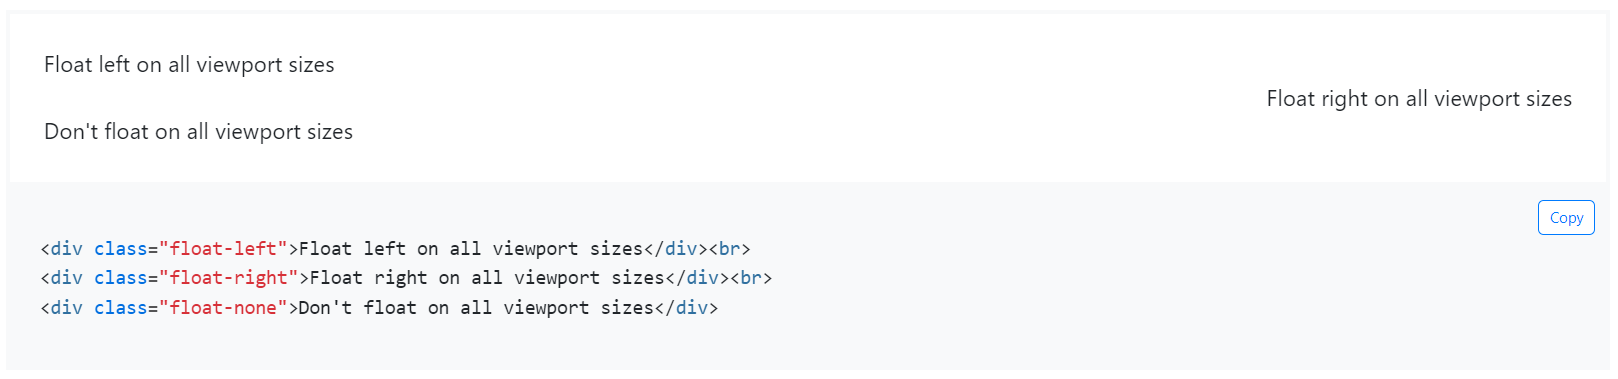 Float left on all viewport sizes
Float right on all viewport sizes
Don't float on all viewport sizes
Copy
<div class="float-left">Float left on all viewport sizes</div><br>
<div class="float-right">Float right on all viewport sizes</div><br>
<div class="float-none">Don't float on all viewport sizes</div>